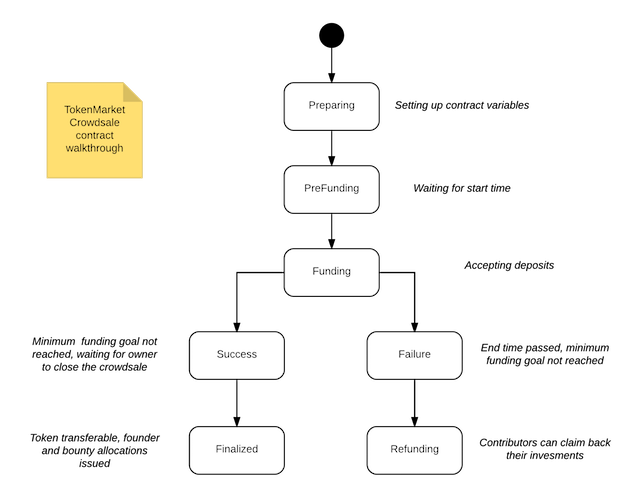 TokenMarket
Crowdsale
contract
walkthrough
Preparing
Setting up contract variables
PreFunding
Waiting for start time
Funding
Accepting deposits
Minimum  funding goal not
reached, waiting for owner
to close the crowdsale
Success
Failure
End time passed, minimum
funding goal not reached
Token transferable, founder
and bounty allocations
issued
Finalized
Refunding
Contributors can claim back
their invesments